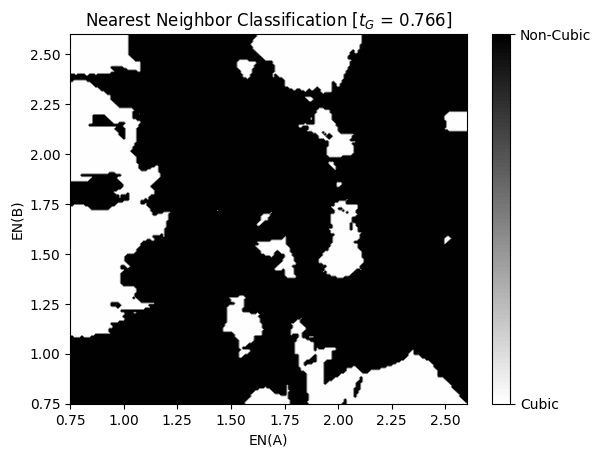 Nearest Neighbor Classification [$t_G$ = 0.766]
2.50
2.25
2.00
1.75
1.50
1.25
1.00
0.75
EN(B)
0.75 1.00 1.25 1.50 1.75 2.00 2.25 2.50
EN(A)
Non-Cubic
Cubic